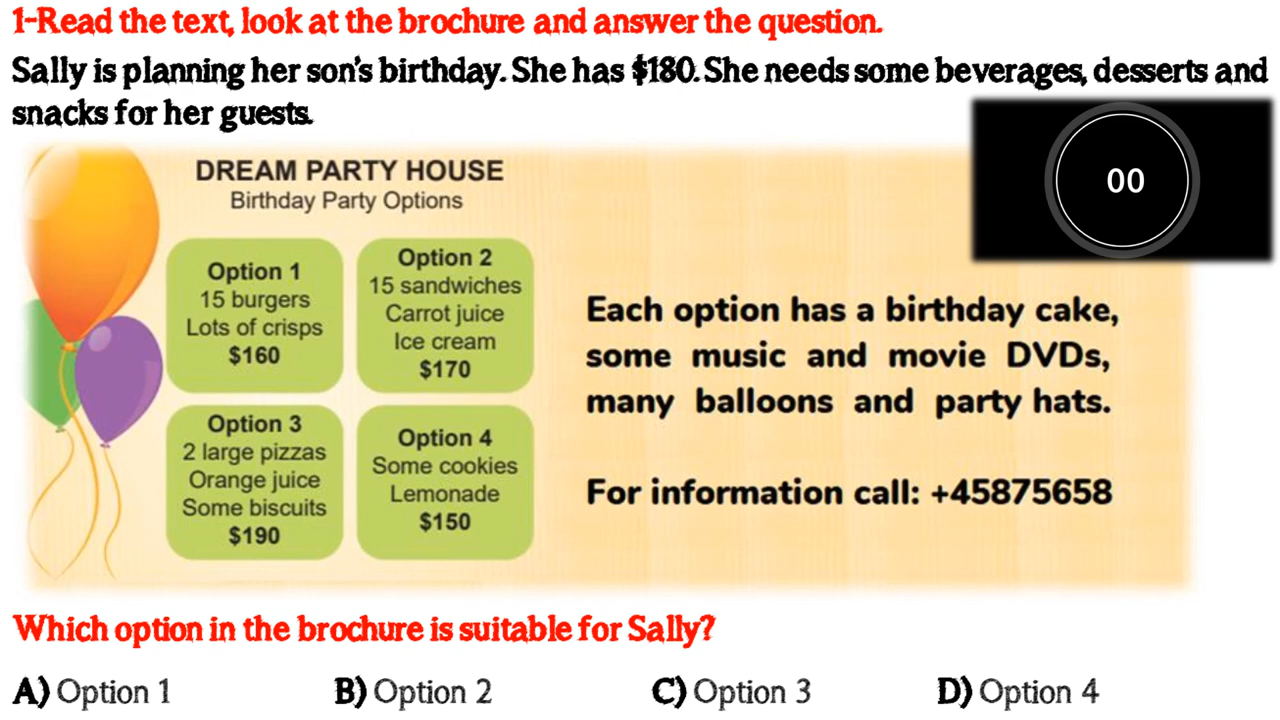 1-Read the text, look at the brochure and answer the question.
Sally is planning her son's birthday. She has $180. She needs some beverages, desserts and
snacks for her guests.
00
DREAM PARTY HOUSE
Birthday Party Options
Option 1
15 burgers
Lots of crisps
$160
Option 2
15 sandwiches
Carrot juice
Ice cream
$170
Option 3
2 large pizzas
Orange juice
Some biscuits
$190
Option 4
Some cookies
Lemonade
$150
Each option has a birthday cake,
some music and movie DVDs,
many balloons and party hats.
For information call: +45875658
Which option in the brochure is suitable for Sally?
A) Option 1 B) Option 2 C) Option 3 D) Option 4